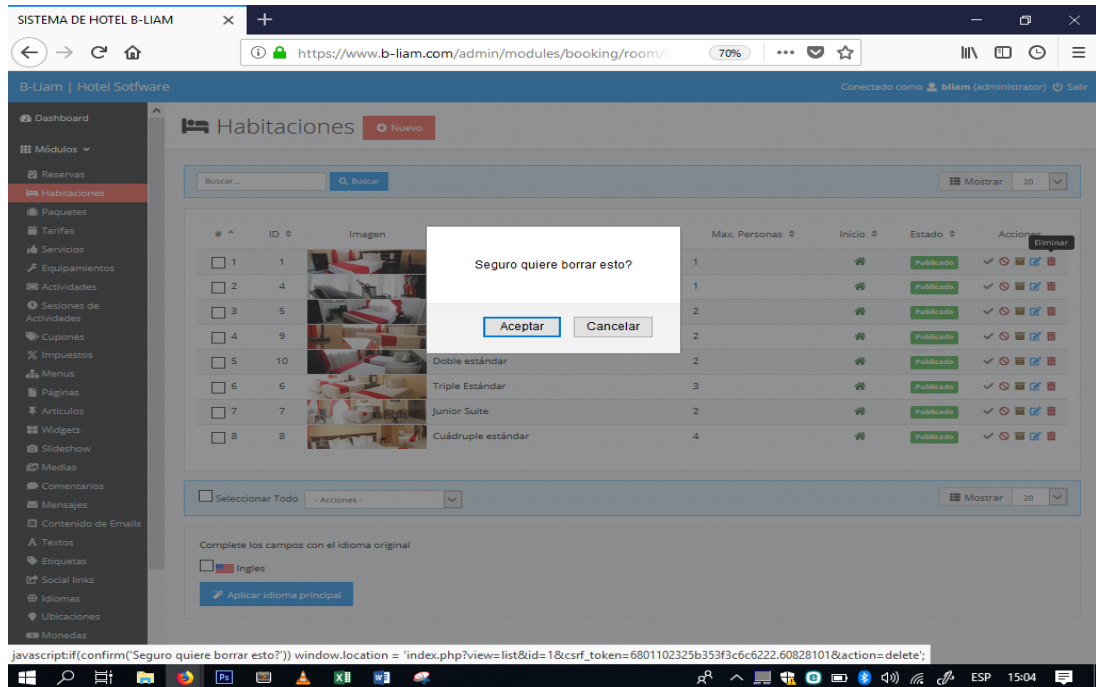 SISTEMA DE HOTEL B-LIAM
https://www.b-liam.com/admin/modules/booking/room/i
70%
B-Liam | Hotel Sotfware
Conectado como bliam (administrator) Salir
Dashboard
Módulos
Reservas
Habitaciones
Paquetes
Tarifas
Servicios
Equipamientos
Actividades
Sesiones de
Actividades
Cupones
Impuestos
Menus
Páginas
Artículos
Widgets
Slideshow
Medias
Comentarios
Mensajes
Contenido de Emails
Textos
Etiquetas
Social links
Idiomas
Ubicaciones
Monedas
Habitaciones Nuevo
Buscar... Buscar Mostrar 20
# ID Imagen Max. Personas Inicio Estado Acciones
Eliminar
1 1 1 Publicado
2 4 1 Publicado
3 5 2 Publicado
4 9 2 Publicado
5 10 Doble estándar 2 Publicado
6 6 Triple Estándar 3 Publicado
7 7 Junior Suite 2 Publicado
8 8 Cuádruple estándar 4 Publicado
Seguro quiere borrar esto?
Aceptar Cancelar
Seleccionar Todo - Acciones - Mostrar 20
Complete los campos con el idioma original
Ingles
Aplicar idioma principal
javascript:if(confirm('Seguro quiere borrar esto?')) window.location = 'index.php?view=list&id=1&csrf_token=6801102325b353f3c6c6222.60828101&action=delete';
ESP 15:04